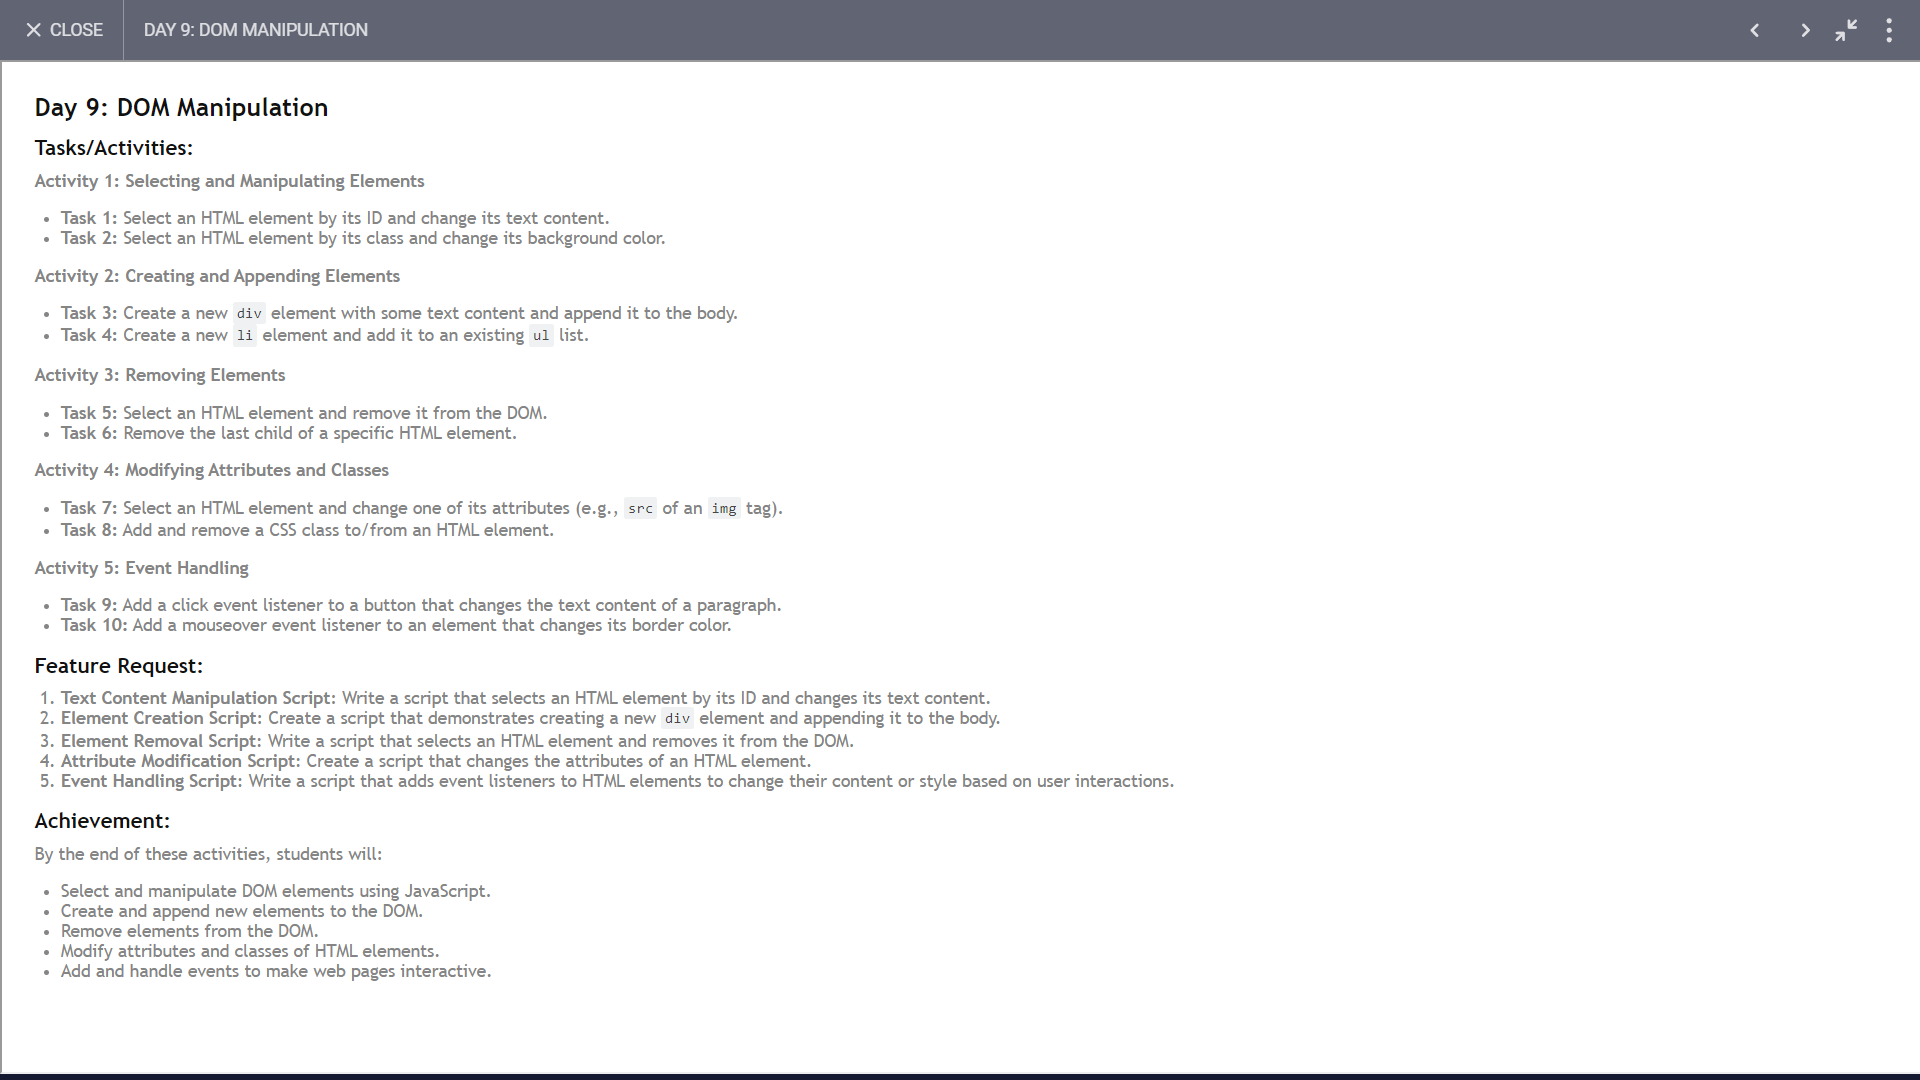 CLOSE
DAY 9: DOM MANIPULATION
Day 9: DOM Manipulation
Tasks/Activities:
Activity 1: Selecting and Manipulating Elements
• Task 1: Select an HTML element by its ID and change its text content.
• Task 2: Select an HTML element by its class and change its background color.
Activity 2: Creating and Appending Elements
• Task 3: Create a new div element with some text content and append it to the body.
• Task 4: Create a new li element and add it to an existing ul list.
Activity 3: Removing Elements
• Task 5: Select an HTML element and remove it from the DOM.
• Task 6: Remove the last child of a specific HTML element.
Activity 4: Modifying Attributes and Classes
• Task 7: Select an HTML element and change one of its attributes (e.g., src of an img tag).
• Task 8: Add and remove a CSS class to/from an HTML element.
Activity 5: Event Handling
• Task 9: Add a click event listener to a button that changes the text content of a paragraph.
• Task 10: Add a mouseover event listener to an element that changes its border color.
Feature Request:
1. Text Content Manipulation Script: Write a script that selects an HTML element by its ID and changes its text content.
2. Element Creation Script: Create a script that demonstrates creating a new div element and appending it to the body.
3. Element Removal Script: Write a script that selects an HTML element and removes it from the DOM.
4. Attribute Modification Script: Create a script that changes the attributes of an HTML element.
5. Event Handling Script: Write a script that adds event listeners to HTML elements to change their content or style based on user interactions.
Achievement:
By the end of these activities, students will:
• Select and manipulate DOM elements using JavaScript.
• Create and append new elements to the DOM.
• Remove elements from the DOM.
• Modify attributes and classes of HTML elements.
• Add and handle events to make web pages interactive.